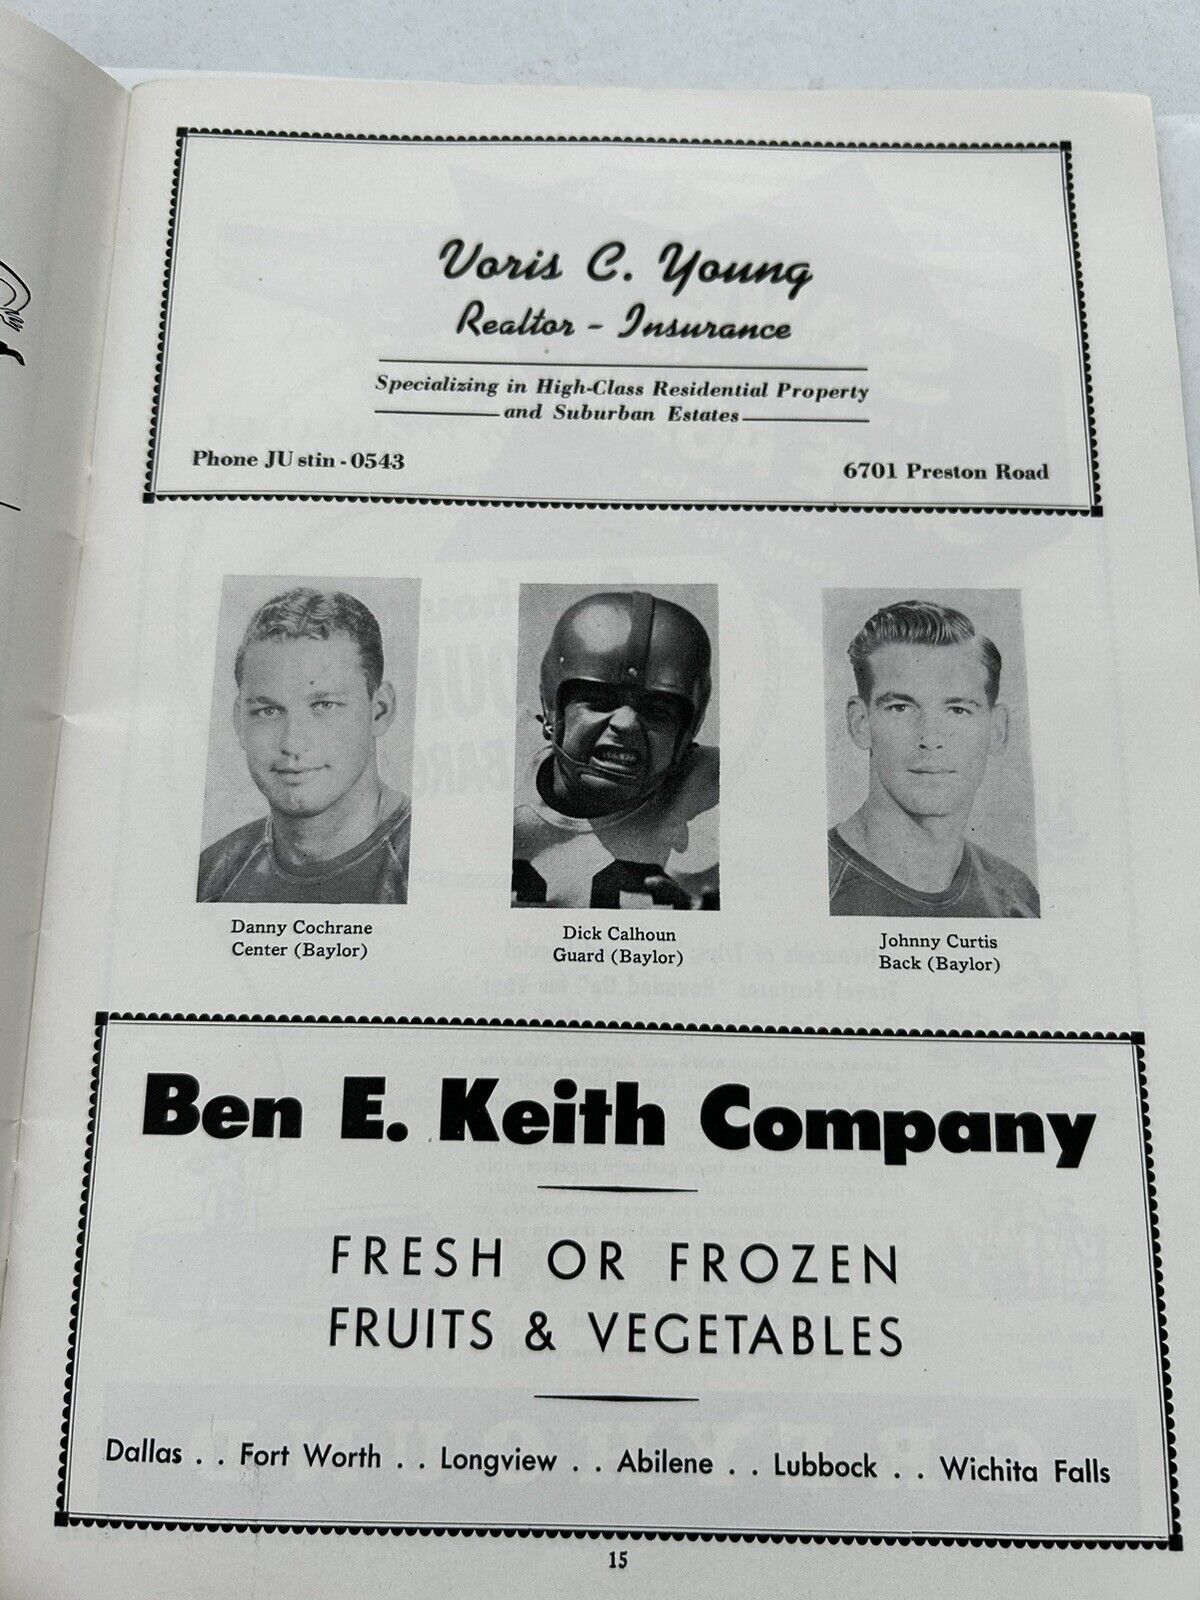 Voris C. Young
Realtor - Insurance
Specializing in High-Class Residential Property
and Suburban Estates
Phone JUstin-0543
6701 Preston Road
Danny Cochrane
Center (Baylor)
Dick Calhoun
Guard (Baylor)
Johnny Curtis
Back (Baylor)
Ben E. Keith Company
FRESH OR FROZEN
FRUITS & VEGETABLES
Dallas . . Fort Worth . . Longview . . Abilene . . Lubbock . . Wichita Falls
15